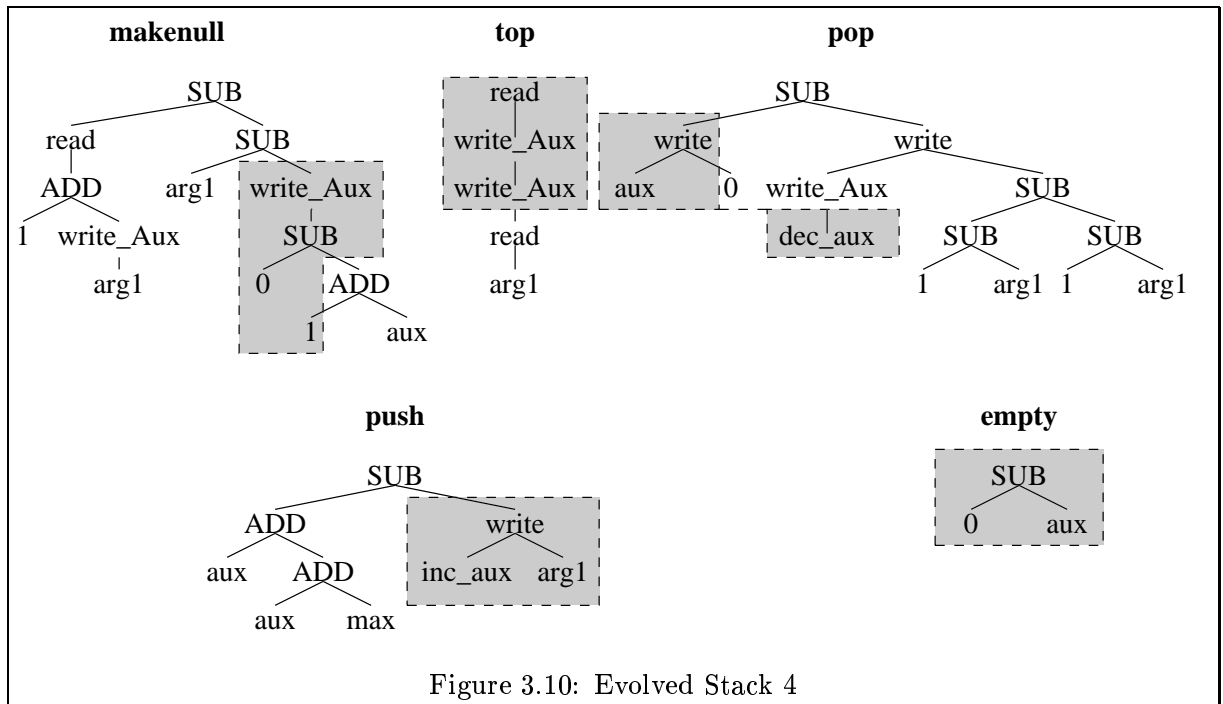 makenull top pop
SUB read SUB
read SUB write_Aux write write
ADD arg1 write_Aux write_Aux aux 0 write_Aux SUB
1 write_Aux SUB read dec_aux SUB SUB
arg1 0 ADD arg1 1 arg1 1 arg1
1 aux
push empty
SUB SUB
ADD write 0 aux
aux ADD inc_aux arg1
aux max
Figure 3.10: Evolved Stack 4